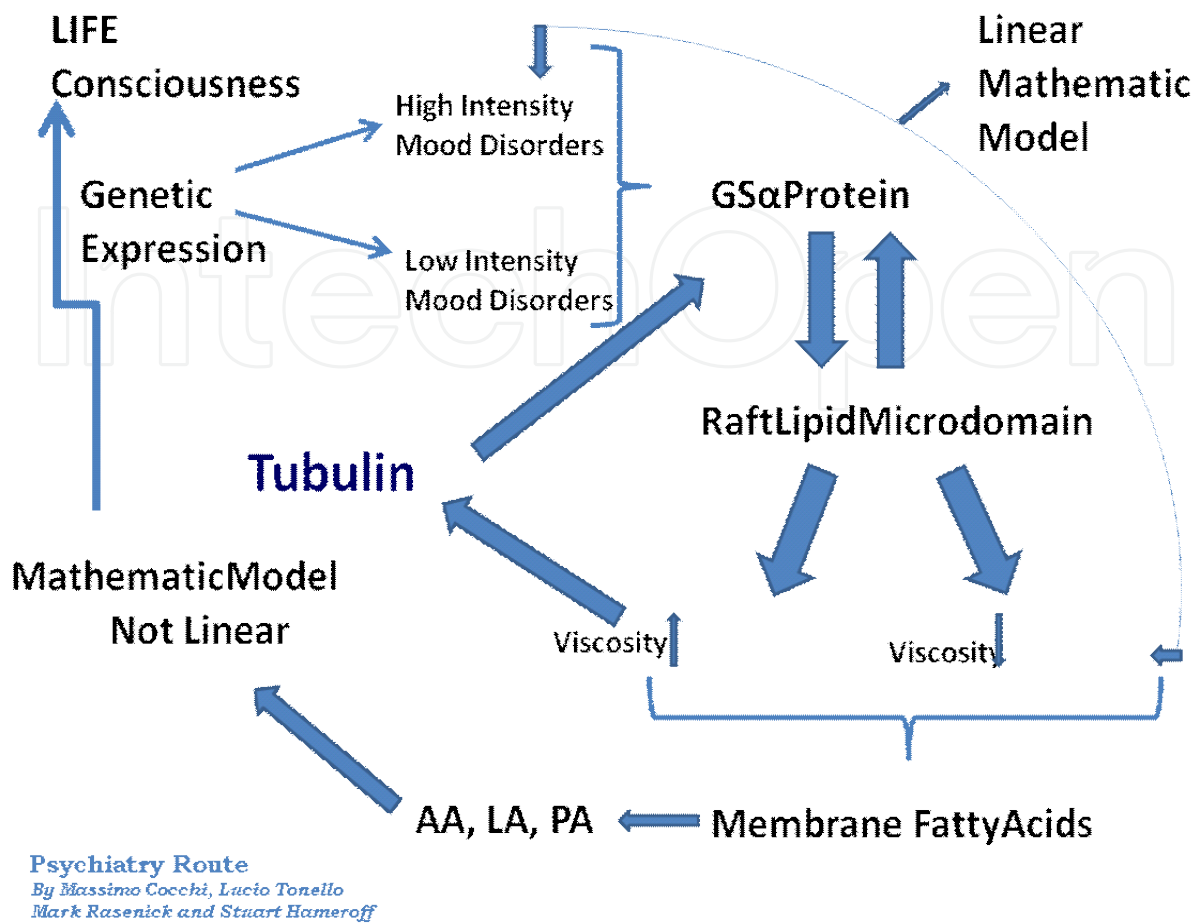 LIFE
Consciousness
Linear
Mathematic
Model
High Intensity
Mood Disorders
Genetic
Expression
GSαProtein
Low Intensity
Mood Disorders
IntechOpen
RaftLipidMicrodomain
Tubulin
MathematicModel
Not Linear
Viscosity
Viscosity
AA, LA, PA
Membrane FattyAcids
Psychiatry Route
By Massimo Cocchi, Lucio Tonello
Mark Rasenick and Stuart Hameroff